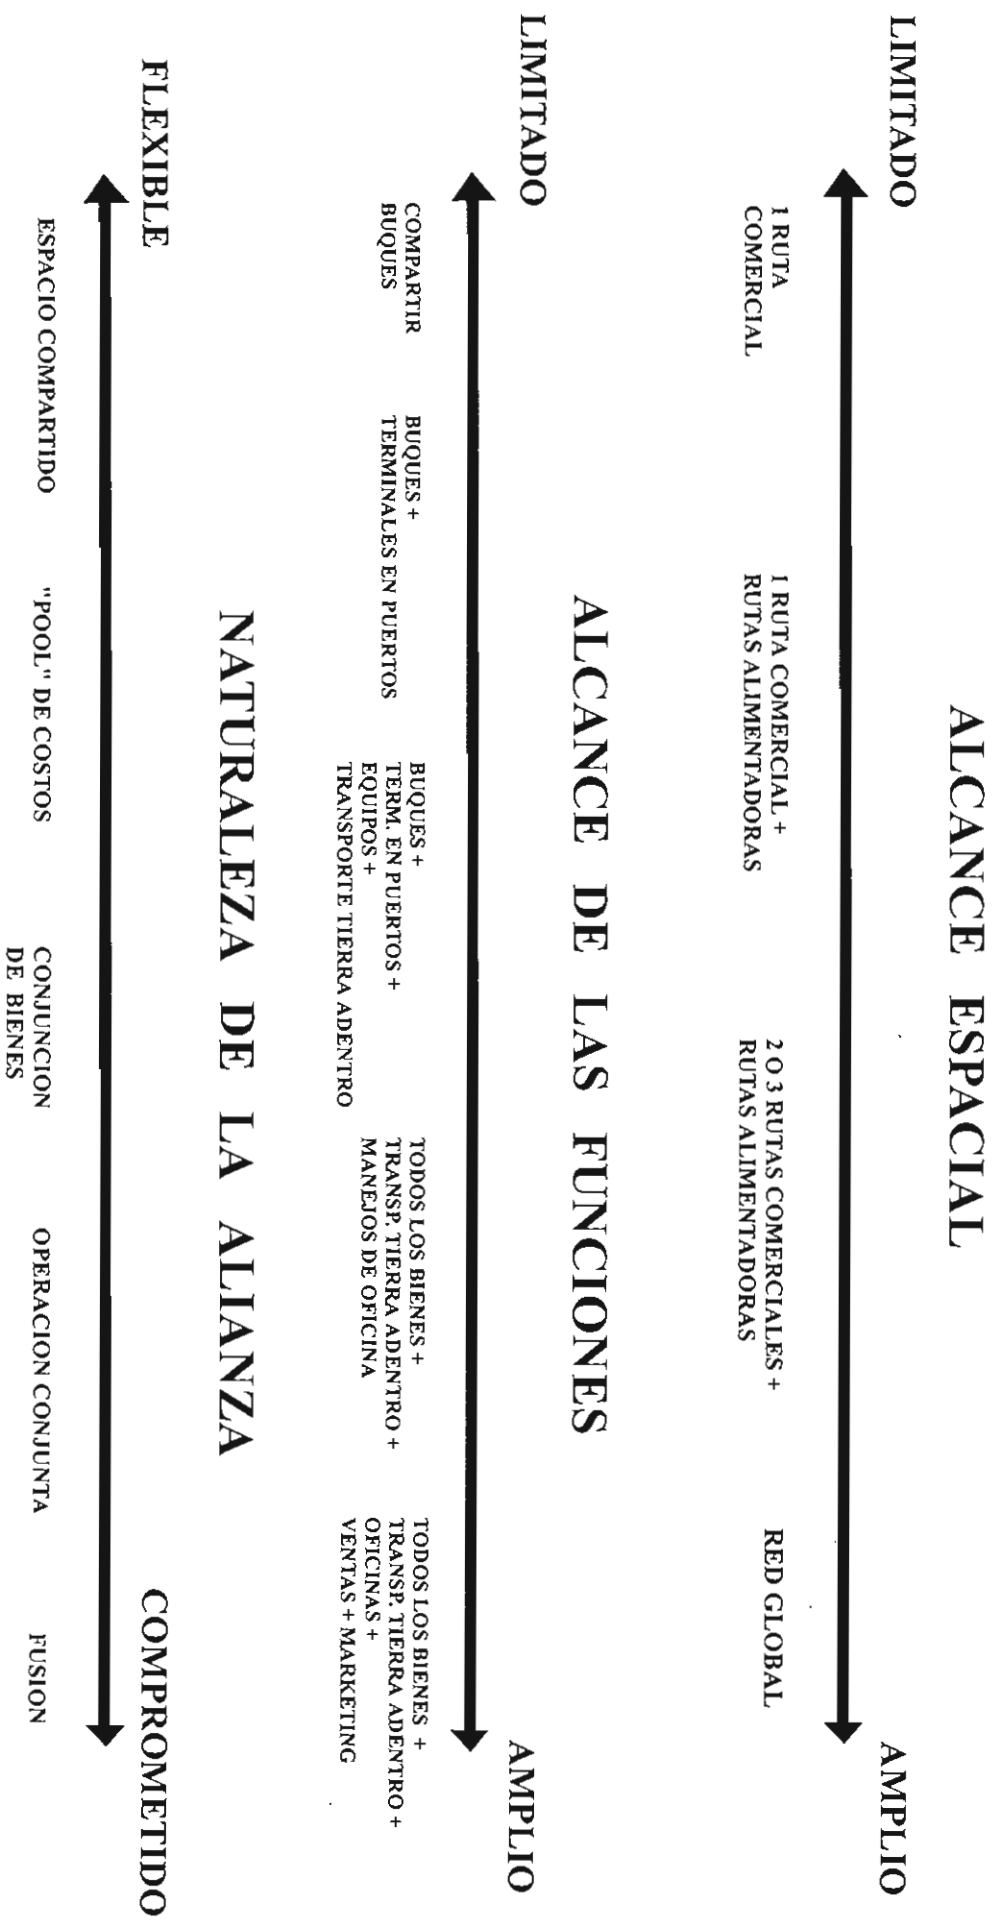 ALCANCE ESPACIAL
LIMITADO
AMPLIO
1 RUTA
COMERCIAL
1 RUTA COMERCIAL +
RUTAS ALIMENTADORAS
2 O 3 RUTAS COMERCIALES +
RUTAS ALIMENTADORAS
RED GLOBAL
ALCANCE DE LAS FUNCIONES
LIMITADO
AMPLIO
COMPARTIR
BUQUES
BUQUES +
TERMINALES EN PUERTOS
BUQUES +
TERM. EN PUERTOS +
EQUIPOS +
TRANSPORTE TIERRA ADENTRO
TODOS LOS BIENES +
TRANSP. TIERRA ADENTRO +
MANEJOS DE OFICINA
TODOS LOS BIENES +
TRANSP. TIERRA ADENTRO +
OFICINAS +
VENTAS + MARKETING
NATURALEZA DE LA ALIANZA
FLEXIBLE
COMPROMETIDO
ESPACIO COMPARTIDO
"POOL" DE COSTOS
CONJUNCION
DE BIENES
OPERACION CONJUNTA
FUSION